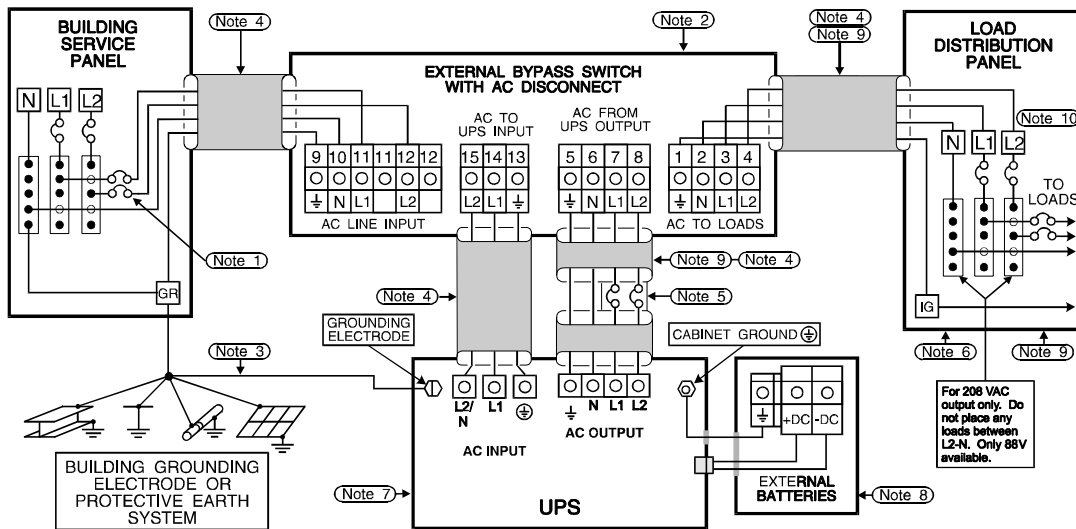 BUILDING
SERVICE
PANEL
N L1 L2
GR
Note 4
Note 1
Note 3
Note 2
EXTERNAL BYPASS SWITCH
WITH AC DISCONNECT
AC TO
UPS INPUT
AC FROM
UPS OUTPUT
9 10 11 11 12 12
N L1 L2
AC LINE INPUT
15 14 13
L2 L1
5 6 7 8
N L1 L2
1 2 3 4
N L1 L2
AC TO LOADS
Note 4
Note 9
LOAD
DISTRIBUTION
PANEL
Note 10
N L1 L2
TO
LOADS
IG
Note 6
Note 9
For 208 VAC
output only. Do
not place any
loads between
L2-N. Only 88V
available.
Note 4
Note 9
Note 4
Note 5
GROUNDING
ELECTRODE
CABINET GROUND
L2/
N
L1
AC INPUT
N L1 L2
AC OUTPUT
UPS
Note 7
+DC -DC
EXTERNAL
BATTERIES
Note 8
BUILDING GROUNDING
ELECTRODE OR
PROTECTIVE EARTH
SYSTEM